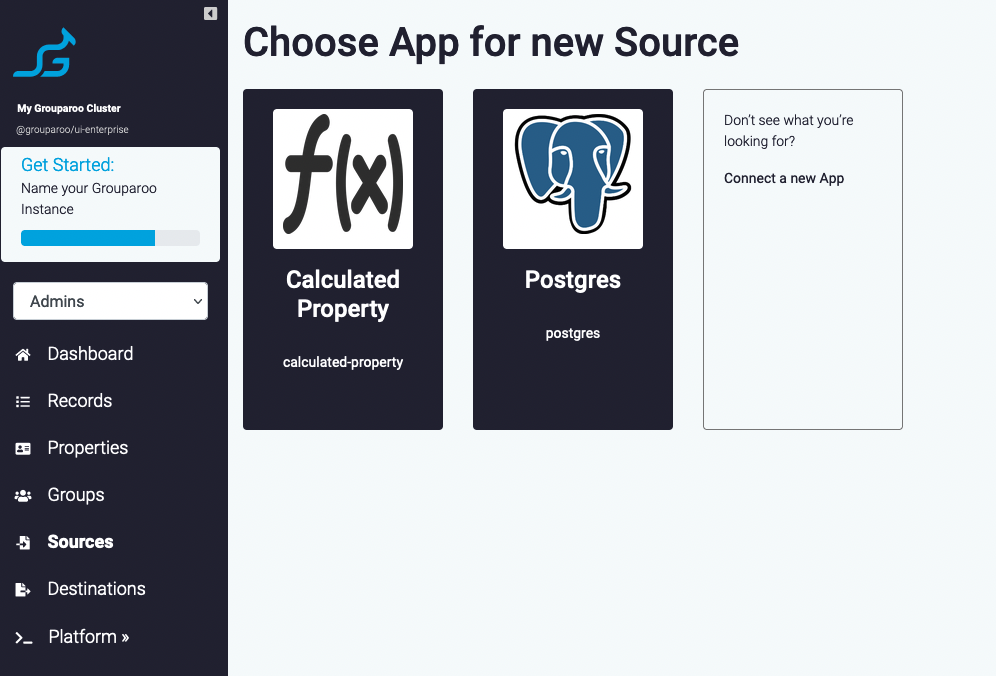 My Grouparoo Cluster
@grouparoo/ui-enterprise
Get Started:
Name your Grouparoo
Instance
Admins
Dashboard
Records
Properties
Groups
Sources
Destinations
Platform »
Choose App for new Source
f(x)
Calculated
Property
calculated-property
Postgres
postgres
Don't see what you're
looking for?
Connect a new App